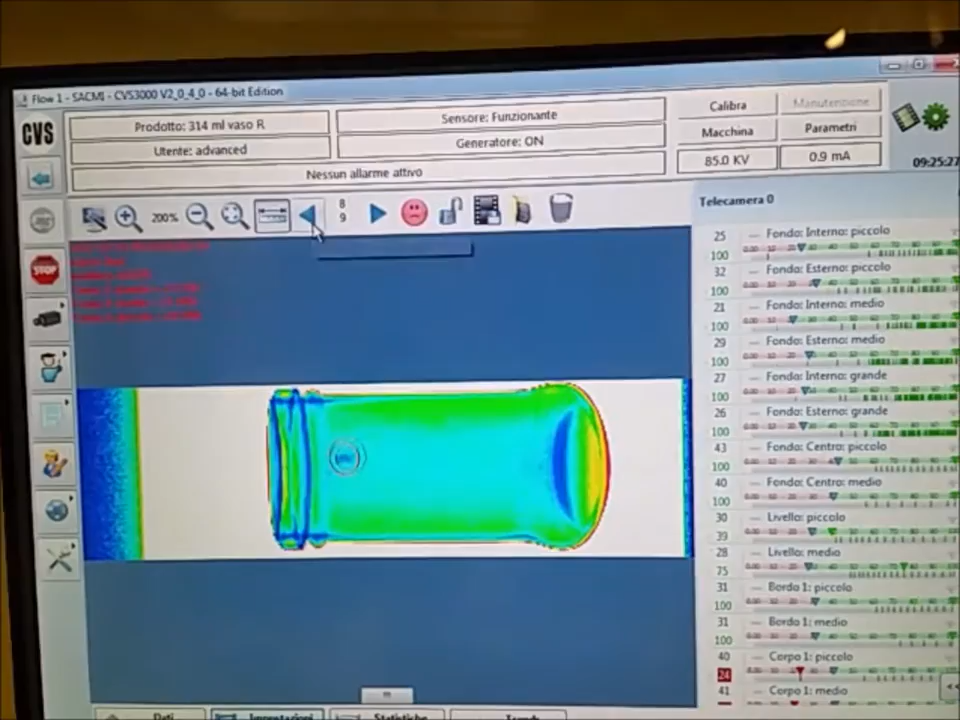 Flow 1 - SACMI - CVS3000 V2_0_4_0 - 64-bit Edition
CVS
Prodotto: 314 ml vaso R
Sensore: Funzionante
Calibra
Manutenzione
Utente: advanced
Generatore: ON
Macchina
Parametri
Nessun allarme attivo
85.0 KV
0.9 mA
09:25:27
200%
8
9
STOP
Telecamera 0
25
Fondo: Interno: piccolo
100
32
Fondo: Esterno: piccolo
100
21
Fondo: Interno: medio
100
29
Fondo: Esterno: medio
100
27
Fondo: Interno: grande
100
26
Fondo: Esterno: grande
100
43
Fondo: Centro: piccolo
100
40
Fondo: Centro: medio
100
30
Livello: piccolo
39
28
Livello: medio
75
31
Bordo 1: piccolo
100
31
Bordo 1: medio
100
40
Corpo 1: piccolo
24
41
Corpo 1: medio
Dati
Impostazioni
Statistiche
Trends